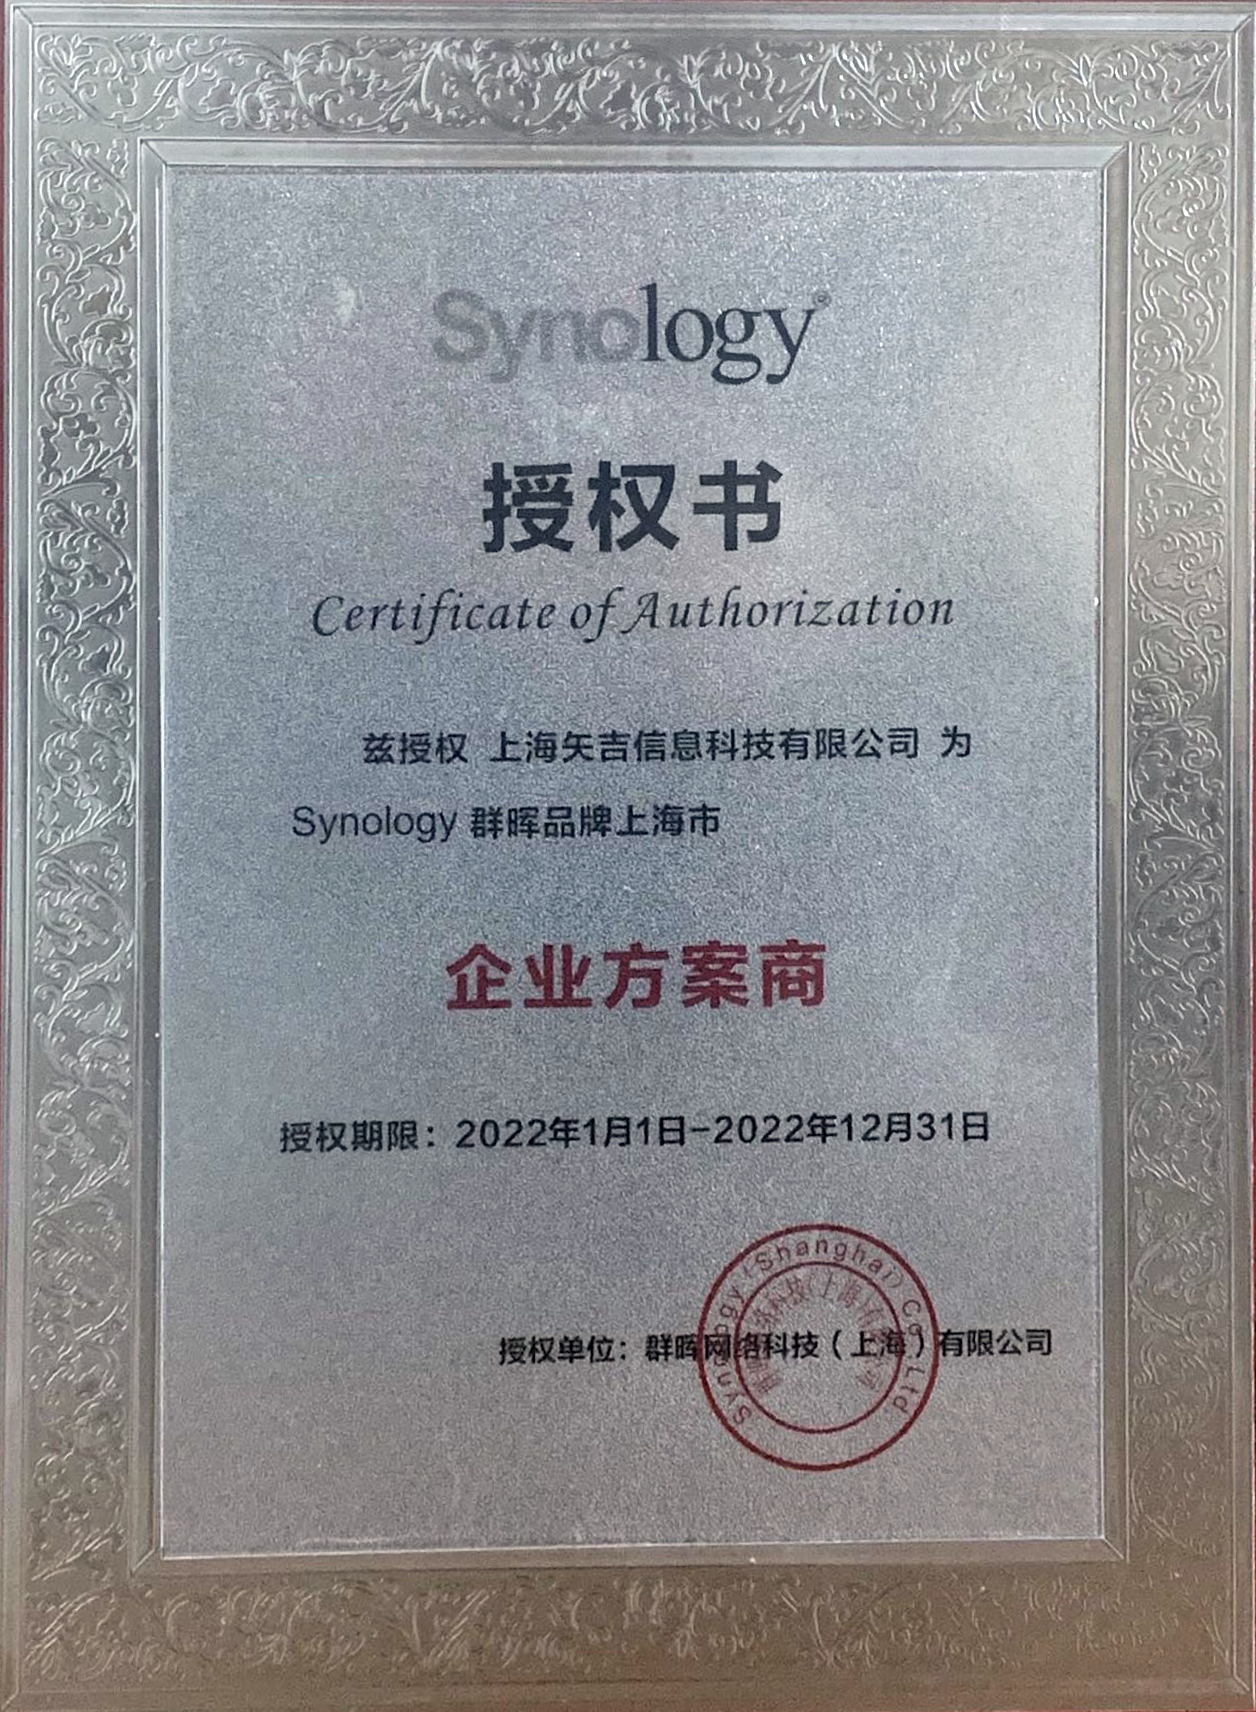 Synology®
授权书
Certificate of Authorization
兹授权 上海矢吉信息科技有限公司 为
Synology 群晖品牌上海市
企业方案商
授权期限：2022年1月1日-2022年12月31日
Synology (Shanghai) Co., Ltd.
授权单位：群晖网络科技（上海）有限公司